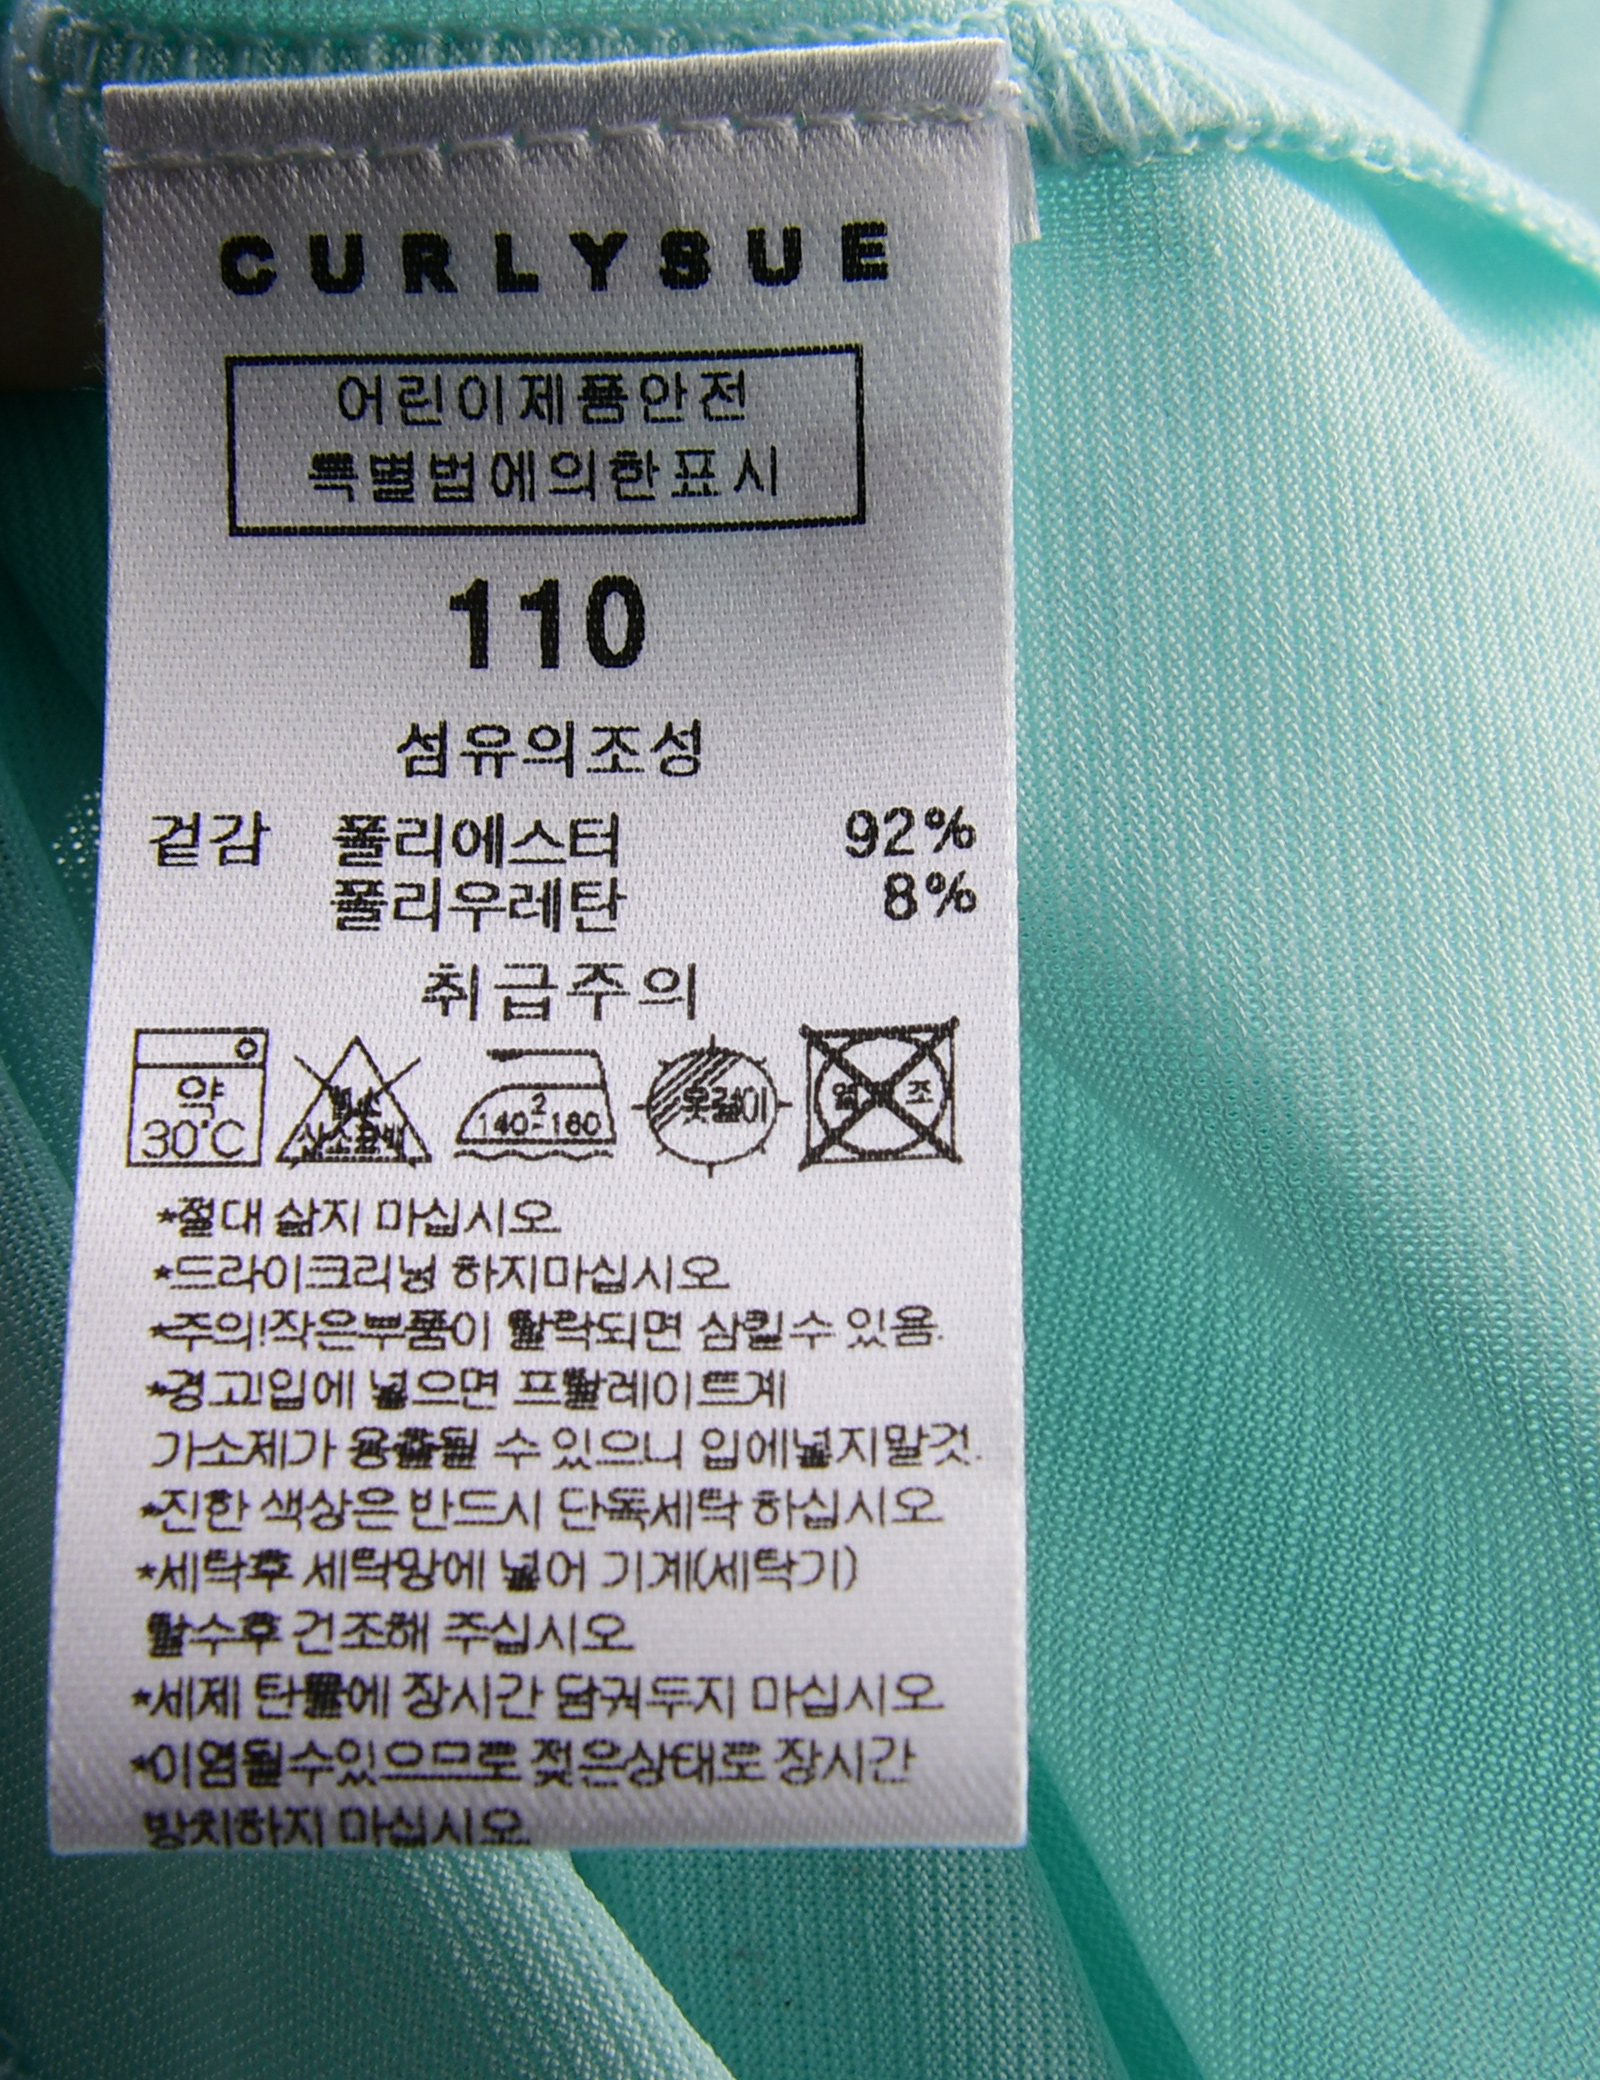 CURLYSUE
어린이제품안전
특별법에의한표시
110
섬유의조성
겉감 폴리에스터 92%
폴리우레탄 8%
취급주의
약
30℃
염소
산소표백
2
140-160
옷걸이
조
*절대 삶지 마십시오
*드라이크리닝 하지마십시오
*주의!작은부품이 탈락되면 삼킬수 있음.
*경고!입에 넣으면 프탈레이트계
가소제가 용출될 수 있으니 입에넣지말것.
*진한 색상은 반드시 단독세탁 하십시오
*세탁후 세탁망에 넣어 기계(세탁기)
탈수후 건조해 주십시오
*세제 탄물에 장시간 담궈두지 마십시오
*이염될수있으므로 젖은상태로 장시간
방치하지 마십시오